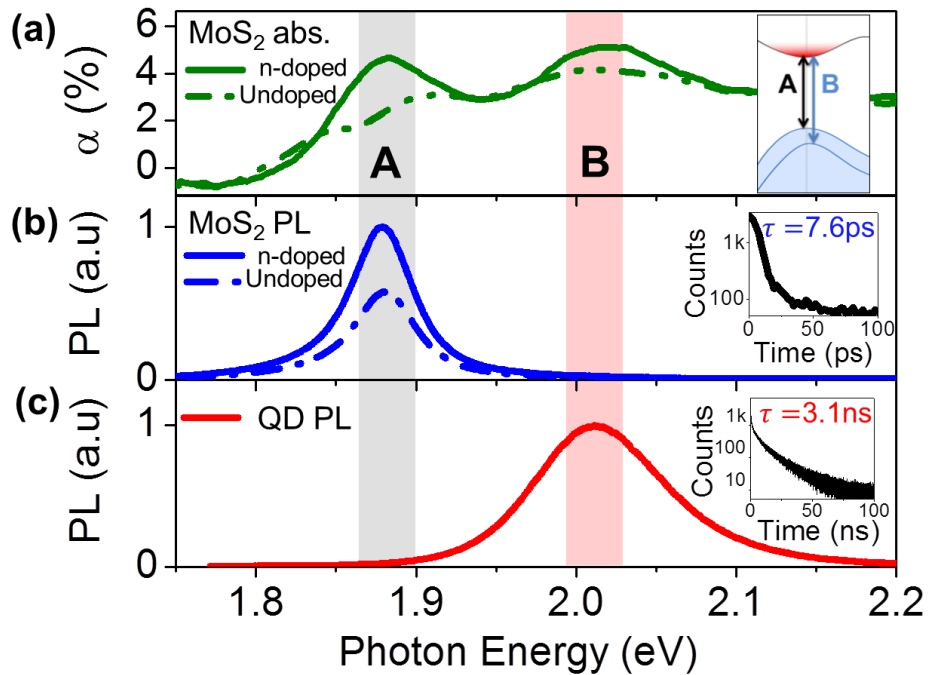 (a)
6
4
2
0
α (%)
MoS2 abs.
n-doped
Undoped
A
B
A
B
(b)
1
0
PL (a.u)
MoS2 PL
n-doped
Undoped
τ =7.6ps
Counts
1k
100
0
50
100
Time (ps)
(c)
1
0
PL (a.u)
QD PL
τ =3.1ns
Counts
1k
100
10
0
50
100
Time (ns)
1.8
1.9
2.0
2.1
2.2
Photon Energy (eV)